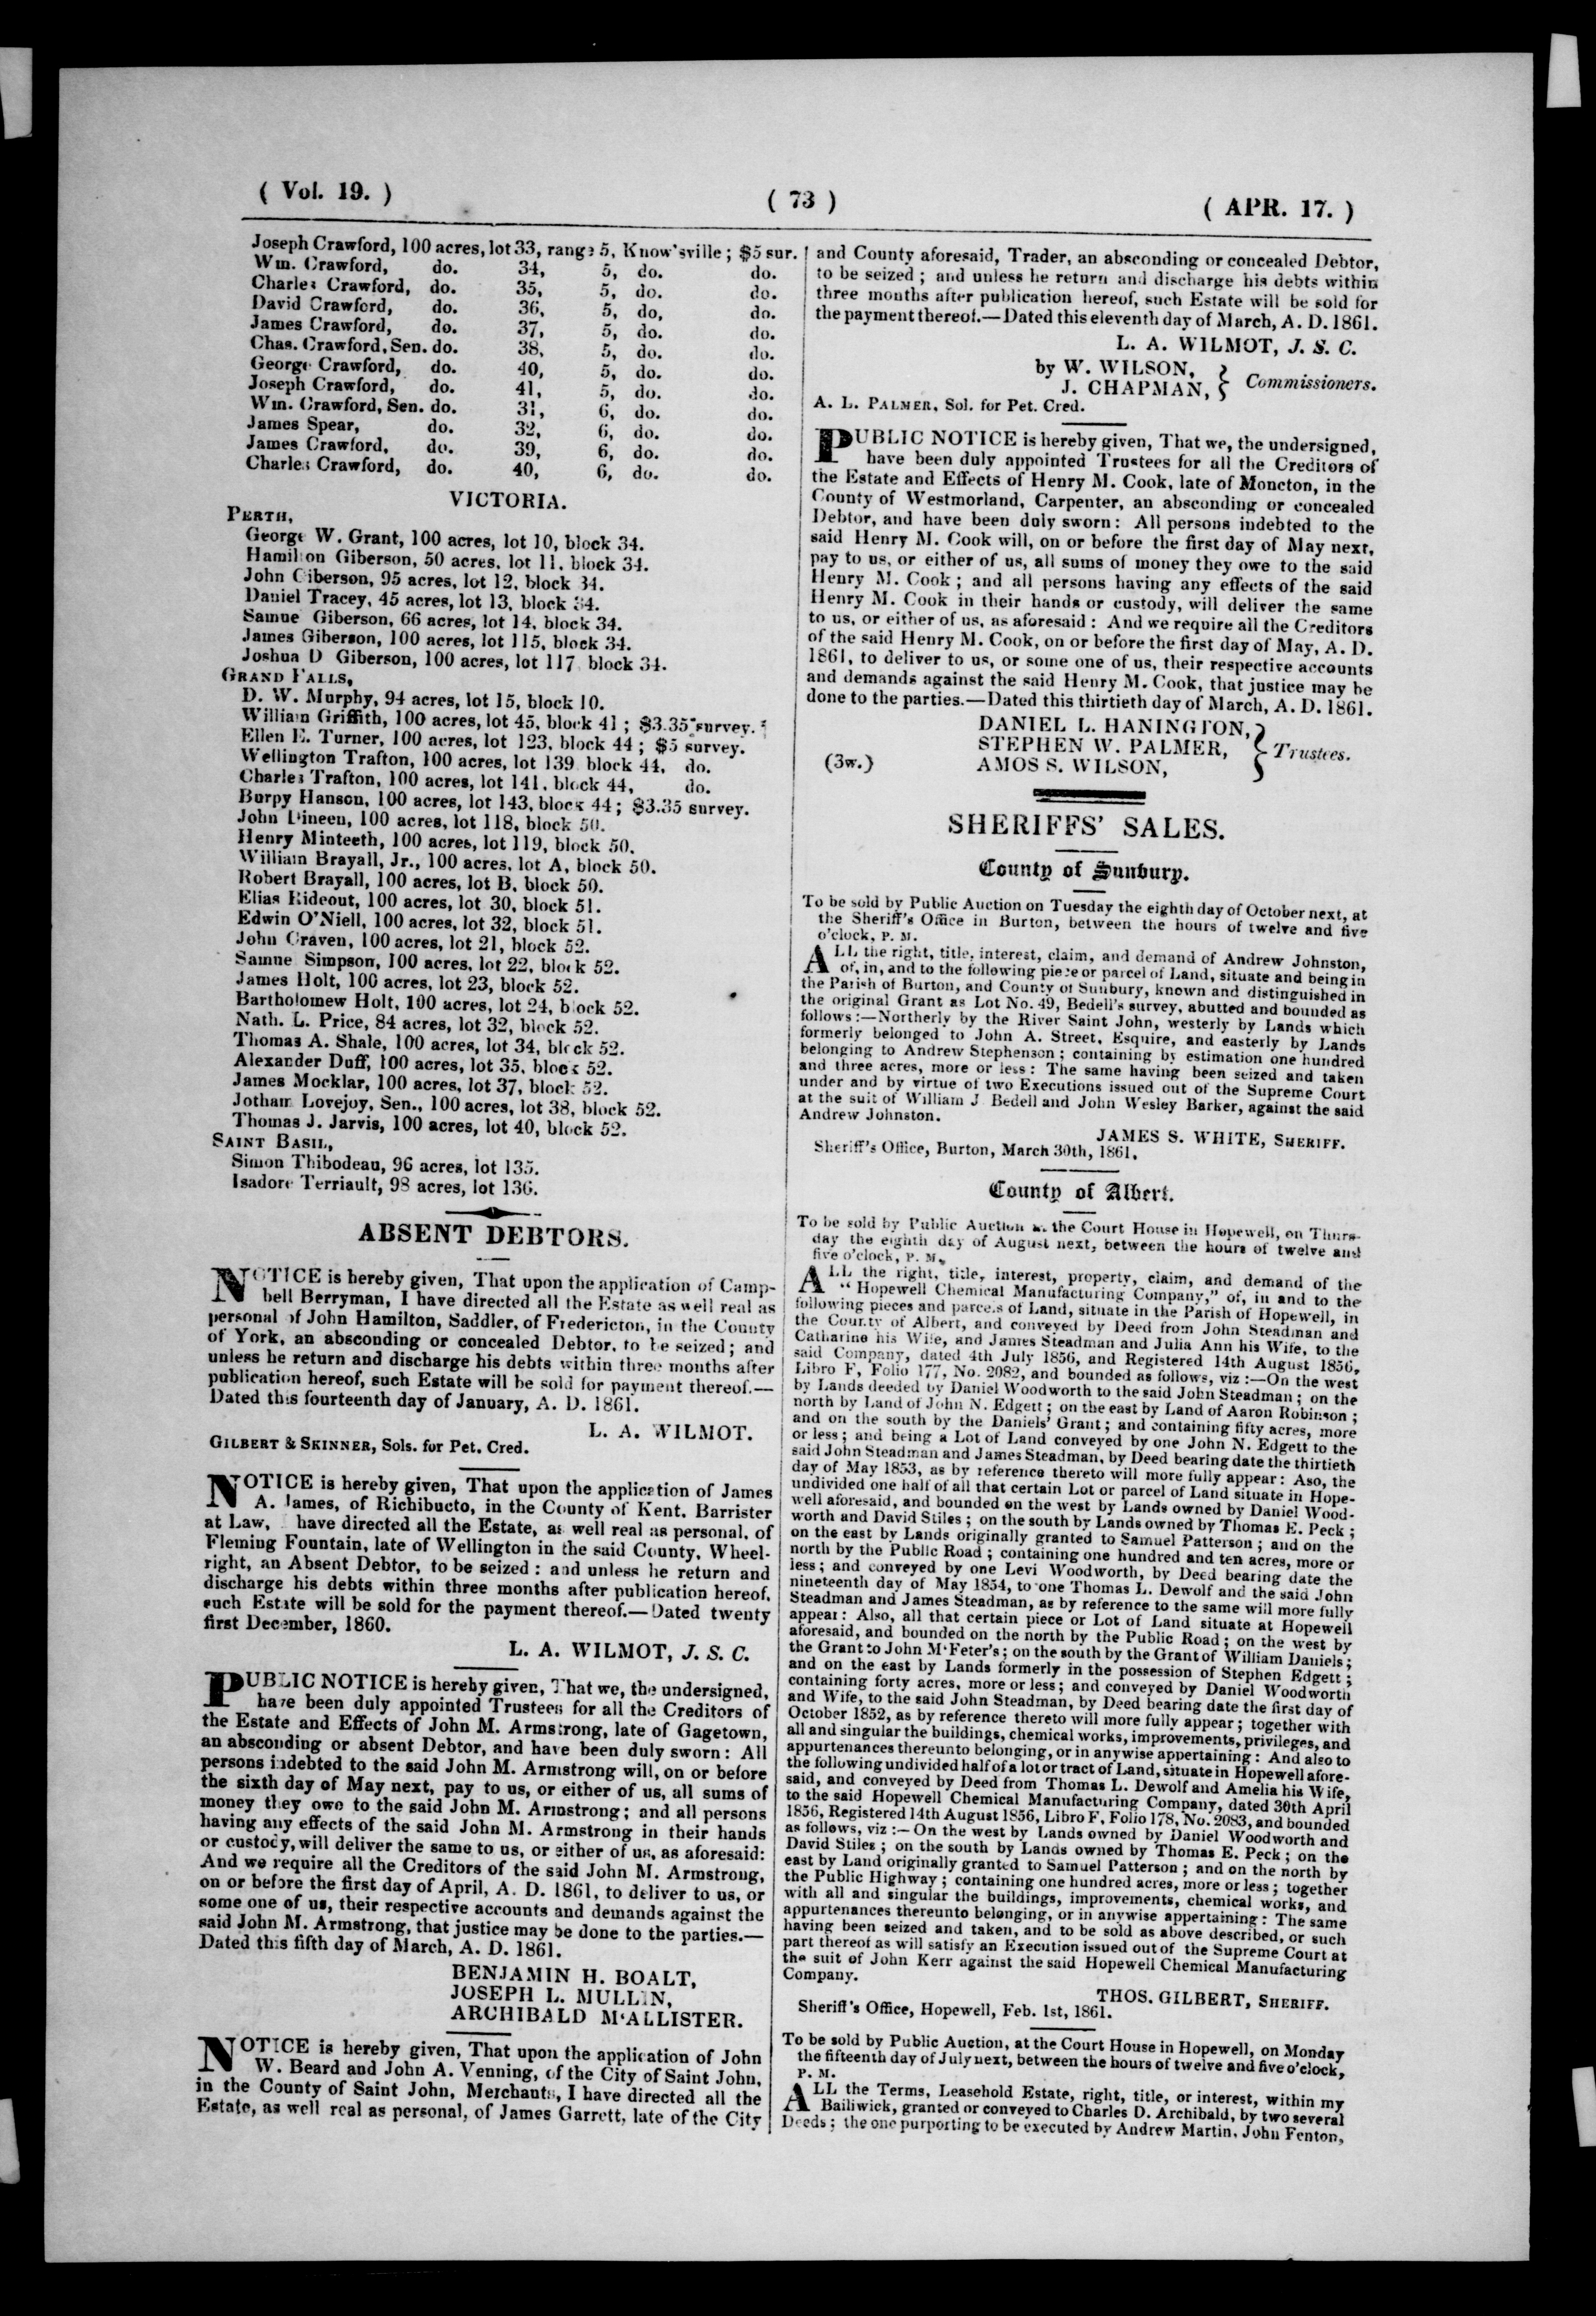 ( Vol. 19. )
( 73 )
( APR. 17. )
Joseph Crawford, 100 acres, lot 33, range 5, Know'sville ; $5 sur.
Wm. Crawford, do. 34, 5, do. do.
Charles Crawford, do. 35, 5, do. do.
David Crawford, do. 36, 5, do, do.
James Crawford, do. 37, 5, do. do.
Chas. Crawford, Sen. do. 38, 5, do. do.
George Crawford, do. 40, 5, do. do.
Joseph Crawford, do. 41, 5, do. do.
Wm. Crawford, Sen. do. 31, 6, do. do.
James Spear, do. 32, 6, do. do.
James Crawford, do. 39, 6, do. do.
Charles Crawford, do. 40, 6, do. do.
VICTORIA.
PERTH,
George W. Grant, 100 acres, lot 10, block 34.
Hamilton Giberson, 50 acres, lot 11, block 34.
John Giberson, 95 acres, lot 12, block 34.
Daniel Tracey, 45 acres, lot 13, block 34.
Samue Giberson, 66 acres, lot 14, block 34.
James Giberson, 100 acres, lot 115, block 34.
Joshua D Giberson, 100 acres, lot 117 block 34.
GRAND FALLS,
D. W. Murphy, 94 acres, lot 15, block 10.
William Griffith, 100 acres, lot 45, block 41 ; $3.35 survey.
Ellen E. Turner, 100 acres, lot 123, block 44 ; $5 survey.
Wellington Trafton, 100 acres, lot 139 block 44, do.
Charles Trafton, 100 acres, lot 141, block 44, do.
Burpy Hanson, 100 acres, lot 143, block 44 ; $3.35 survey.
John Dineen, 100 acres, lot 118, block 50.
Henry Minteeth, 100 acres, lot 119, block 50.
William Brayall, Jr., 100 acres, lot A, block 50.
Robert Brayall, 100 acres, lot B, block 50.
Elias Rideout, 100 acres, lot 30, block 51.
Edwin O'Niell, 100 acres, lot 32, block 51.
John Craven, 100 acres, lot 21, block 52.
Samue Simpson, 100 acres, lot 22, block 52.
James Holt, 100 acres, lot 23, block 52.
Bartholomew Holt, 100 acres, lot 24, block 52.
Nath. L. Price, 84 acres, lot 32, block 52.
Thomas A. Shale, 100 acres, lot 34, block 52.
Alexander Duff, 100 acres, lot 35, block 52.
James Mocklar, 100 acres, lot 37, block 52.
Jotham Lovejoy, Sen., 100 acres, lot 38, block 52.
Thomas J. Jarvis, 100 acres, lot 40, block 52.
SAINT BASIL,
Simon Thibodeau, 96 acres, lot 135.
Isadore Terriault, 98 acres, lot 136.
ABSENT DEBTORS.
NOTICE is hereby given, That upon the application of Camp-
bell Berryman, I have directed all the Estate as well real as
personal of John Hamilton, Saddler, of Fredericton, in the County
of York, an absconding or concealed Debtor, to be seized ; and
unless he return and discharge his debts within three months after
publication hereof, such Estate will be sold for payment thereof.—
Dated this fourteenth day of January, A. D. 1861.
L. A. WILMOT.
GILBERT & SKINNER, Sols. for Pet. Cred.
NOTICE is hereby given, That upon the application of James
A. James, of Richibucto, in the County of Kent, Barrister
at Law, have directed all the Estate, as well real as personal, of
Fleming Fountain, late of Wellington in the said County, Wheel-
right, an Absent Debtor, to be seized : and unless he return and
discharge his debts within three months after publication hereof,
such Estate will be sold for the payment thereof.—Dated twenty
first December, 1860.
L. A. WILMOT, J. S. C.
PUBLIC NOTICE is hereby given, That we, the undersigned,
have been duly appointed Trustees for all the Creditors of
the Estate and Effects of John M. Armstrong, late of Gagetown,
an absconding or absent Debtor, and have been duly sworn : All
persons indebted to the said John M. Armstrong will, on or before
the sixth day of May next, pay to us, or either of us, all sums of
money they owe to the said John M. Armstrong; and all persons
having any effects of the said John M. Armstrong in their hands
or custody, will deliver the same to us, or either of us, as aforesaid:
And we require all the Creditors of the said John M. Armstrong,
on or before the first day of April, A. D. 1861, to deliver to us, or
some one of us, their respective accounts and demands against the
said John M. Armstrong, that justice may be done to the parties.—
Dated this fifth day of March, A. D. 1861.
BENJAMIN H. BOALT,
JOSEPH L. MULLIN,
ARCHIBALD M'ALLISTER.
NOTICE is hereby given, That upon the application of John
W. Beard and John A. Venning, of the City of Saint John,
in the County of Saint John, Merchants, I have directed all the
Estate, as well real as personal, of James Garrett, late of the City
and County aforesaid, Trader, an absconding or concealed Debtor,
to be seized ; and unless he return and discharge his debts within
three months after publication hereof, such Estate will be sold for
the payment thereof.—Dated this eleventh day of March, A. D. 1861.
L. A. WILMOT, J. S. C.
by W. WILSON,
J. CHAPMAN, } Commissioners.
A. L. PALMER, Sol. for Pet. Cred.
PUBLIC NOTICE is hereby given, That we, the undersigned,
have been duly appointed Trustees for all the Creditors of
the Estate and Effects of Henry M. Cook, late of Moncton, in the
County of Westmorland, Carpenter, an absconding or concealed
Debtor, and have been duly sworn: All persons indebted to the
said Henry M. Cook will, on or before the first day of May next,
pay to us, or either of us, all sums of money they owe to the said
Henry M. Cook ; and all persons having any effects of the said
Henry M. Cook in their hands or custody, will deliver the same
to us, or either of us, as aforesaid : And we require all the Creditors
of the said Henry M. Cook, on or before the first day of May, A. D.
1861, to deliver to us, or some one of us, their respective accounts
and demands against the said Henry M. Cook, that justice may be
done to the parties.—Dated this thirtieth day of March, A. D. 1861.
DANIEL L. HANINGTON,
STEPHEN W. PALMER, } Trustees.
(3w.) AMOS S. WILSON,
SHERIFFS' SALES.
County of Sunbury.
To be sold by Public Auction on Tuesday the eighth day of October next, at
the Sheriff's Office in Burton, between the hours of twelve and five
o'clock, P. M.
ALL the right, title, interest, claim, and demand of Andrew Johnston,
of, in, and to the following piece or parcel of Land, situate and being in
the Parish of Burton, and County of Sunbury, known and distinguished in
the original Grant as Lot No. 49, Bedell's survey, abutted and bounded as
follows :—Northerly by the River Saint John, westerly by Lands which
formerly belonged to John A. Street, Esquire, and easterly by Lands
belonging to Andrew Stephenson ; containing by estimation one hundred
and three acres, more or less : The same having been seized and taken
under and by virtue of two Executions issued out of the Supreme Court
at the suit of William J Bedell and John Wesley Barker, against the said
Andrew Johnston.
JAMES S. WHITE, SHERIFF.
Sheriff's Office, Burton, March 30th, 1861.
County of Albert.
To be sold by Public Auction at the Court House in Hopewell, on Thurs-
day the eighth day of August next, between the hours of twelve and
five o'clock, P. M.
ALL the right, title, interest, property, claim, and demand of the
" Hopewell Chemical Manufacturing Company," of, in and to the
following pieces and parcels of Land, situate in the Parish of Hopewell, in
the County of Albert, and conveyed by Deed from John Steadman and
Catharine his Wife, and James Steadman and Julia Ann his Wife, to the
said Company, dated 4th July 1856, and Registered 14th August 1856,
Libro F, Folio 177, No. 2082, and bounded as follows, viz :—On the west
by Lands deeded by Daniel Woodworth to the said John Steadman ; on the
north by Land of John N. Edgett ; on the east by Land of Aaron Robinson ;
and on the south by the Daniels' Grant ; and containing fifty acres, more
or less ; and being a Lot of Land conveyed by one John N. Edgett to the
said John Steadman and James Steadman, by Deed bearing date the thirtieth
day of May 1853, as by reference thereto will more fully appear : Aso, the
undivided one half of all that certain Lot or parcel of Land situate in Hope-
well aforesaid, and bounded on the west by Lands owned by Daniel Wood-
worth and David Stiles ; on the south by Lands owned by Thomas E. Peck ;
on the east by Lands originally granted to Samuel Patterson ; and on the
north by the Public Road ; containing one hundred and ten acres, more or
less ; and conveyed by one Levi Woodworth, by Deed bearing date the
nineteenth day of May 1854, to one Thomas L. Dewolf and the said John
Steadman and James Steadman, as by reference to the same will more fully
appear : Also, all that certain piece or Lot of Land situate at Hopewell
aforesaid, and bounded on the north by the Public Road ; on the west by
the Grant to John M'Feter's ; on the south by the Grant of William Daniels ;
and on the east by Lands formerly in the possession of Stephen Edgett ;
containing forty acres, more or less ; and conveyed by Daniel Woodworth
and Wife, to the said John Steadman, by Deed bearing date the first day of
October 1852, as by reference thereto will more fully appear ; together with
all and singular the buildings, chemical works, improvements, privileges, and
appurtenances thereunto belonging, or in anywise appertaining : And also to
the following undivided half of a lot or tract of Land, situate in Hopewell afore-
said, and conveyed by Deed from Thomas L. Dewolf and Amelia his Wife,
to the said Hopewell Chemical Manufacturing Company, dated 30th April
1856, Registered 14th August 1856, Libro F, Folio 178, No. 2083, and bounded
as follows, viz :—On the west by Lands owned by Daniel Woodworth and
David Stiles ; on the south by Lands owned by Thomas E. Peck ; on the
east by Land originally granted to Samuel Patterson ; and on the north by
the Public Highway ; containing one hundred acres, more or less ; together
with all and singular the buildings, improvements, chemical works, and
appurtenances thereunto belonging, or in anywise appertaining : The same
having been seized and taken, and to be sold as above described, or such
part thereof as will satisfy an Execution issued out of the Supreme Court at
the suit of John Kerr against the said Hopewell Chemical Manufacturing
Company.
THOS. GILBERT, SHERIFF.
Sheriff's Office, Hopewell, Feb. 1st, 1861.
To be sold by Public Auction, at the Court House in Hopewell, on Monday
the fifteenth day of July next, between the hours of twelve and five o'clock,
P. M.
ALL the Terms, Leasehold Estate, right, title, or interest, within my
Bailiwick, granted or conveyed to Charles D. Archibald, by two several
Deeds ; the one purporting to be executed by Andrew Martin, John Fenton,